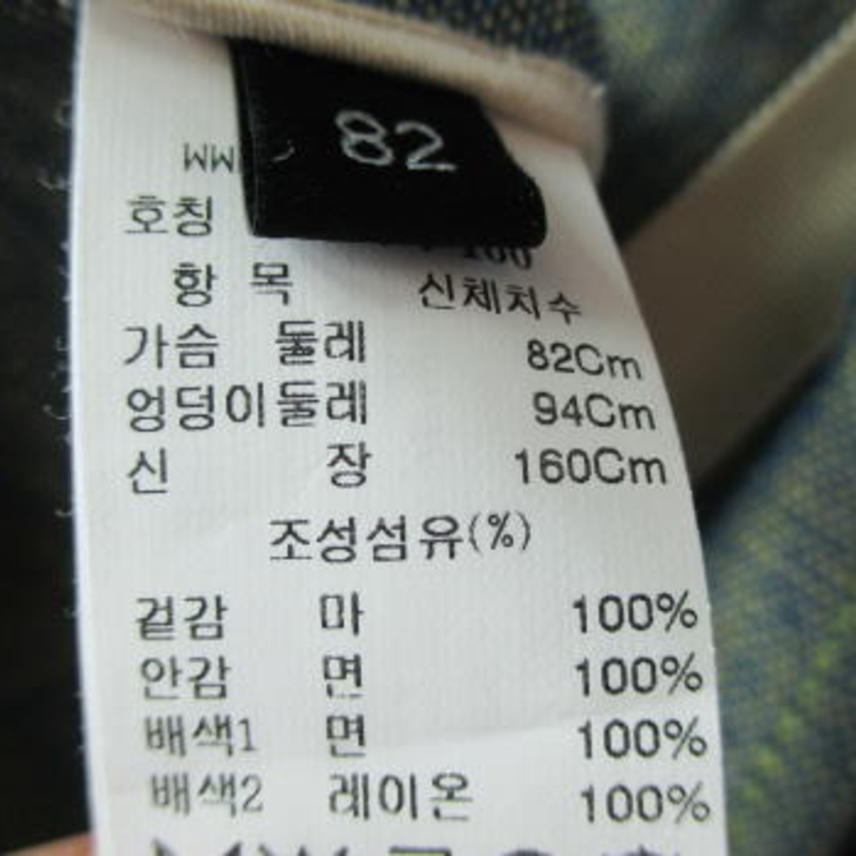 82
WW
호칭
항 목 신체치수
가슴 둘레 82Cm
엉덩이둘레 94Cm
신 장 160Cm
조성섬유(%)
겉감 마 100%
안감 면 100%
배색1 면 100%
배색2 레이온 100%